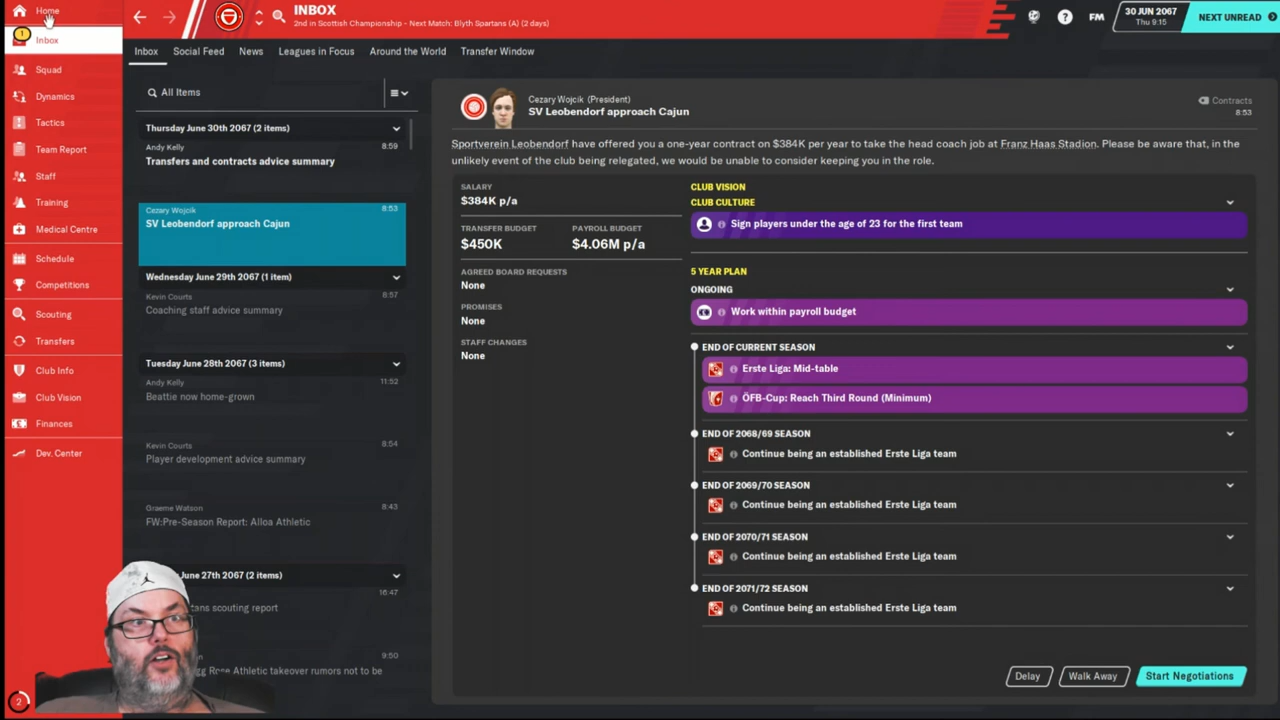 Home
1
Inbox
Squad
Dynamics
Tactics
Team Report
Staff
Training
Medical Centre
Schedule
Competitions
Scouting
Transfers
Club Info
Club Vision
Finances
Dev. Center
2
INBOX
2nd in Scottish Championship - Next Match: Blyth Spartans (A) (2 days)
FM
30 JUN 2067
Thu 9:15
NEXT UNREAD
Inbox
Social Feed
News
Leagues in Focus
Around the World
Transfer Window
All Items
Thursday June 30th 2067 (2 items)
Andy Kelly 8:59
Transfers and contracts advice summary
Cezary Wojcik 8:53
SV Leobendorf approach Cajun
Wednesday June 29th 2067 (1 item)
Kevin Courts 8:57
Coaching staff advice summary
Tuesday June 28th 2067 (3 items)
Andy Kelly 11:52
Beattie now home-grown
Kevin Courts 8:54
Player development advice summary
Graeme Watson 8:43
FW:Pre-Season Report: Alloa Athletic
June 27th 2067 (2 items)
16:47
tans scouting report
9:50
Rose Athletic takeover rumors not to be
Cezary Wojcik (President)
SV Leobendorf approach Cajun
Contracts
8:53
Sportverein Leobendorf have offered you a one-year contract on $384K per year to take the head coach job at Franz Haas Stadion. Please be aware that, in the
unlikely event of the club being relegated, we would be unable to consider keeping you in the role.
SALARY
$384K p/a
TRANSFER BUDGET
$450K
PAYROLL BUDGET
$4.06M p/a
AGREED BOARD REQUESTS
None
PROMISES
None
STAFF CHANGES
None
CLUB VISION
CLUB CULTURE
Sign players under the age of 23 for the first team
5 YEAR PLAN
ONGOING
Work within payroll budget
END OF CURRENT SEASON
Erste Liga: Mid-table
ÖFB-Cup: Reach Third Round (Minimum)
END OF 2068/69 SEASON
Continue being an established Erste Liga team
END OF 2069/70 SEASON
Continue being an established Erste Liga team
END OF 2070/71 SEASON
Continue being an established Erste Liga team
END OF 2071/72 SEASON
Continue being an established Erste Liga team
Delay
Walk Away
Start Negotiations